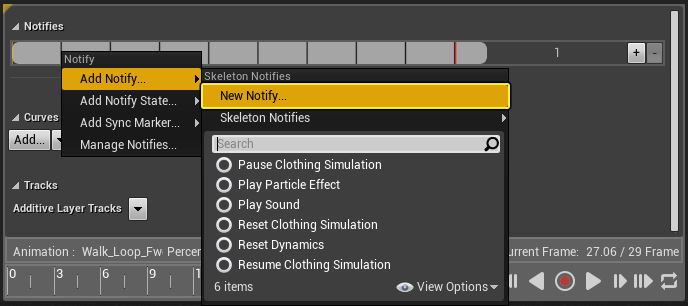 Notifies
1
+
-
Notify
Add Notify...
Skeleton Notifies
New Notify...
Add Notify State...
Skeleton Notifies
Curves
Add Sync Marker...
Add...
Manage Notifies...
Search
Pause Clothing Simulation
Play Particle Effect
Tracks
Play Sound
Additive Layer Tracks
Reset Clothing Simulation
Reset Dynamics
Animation : Walk_Loop_Fw Percen
urrent Frame: 27.06 / 29 Frame
Resume Clothing Simulation
0 3 6 9 12 15 18
6 items
View Options